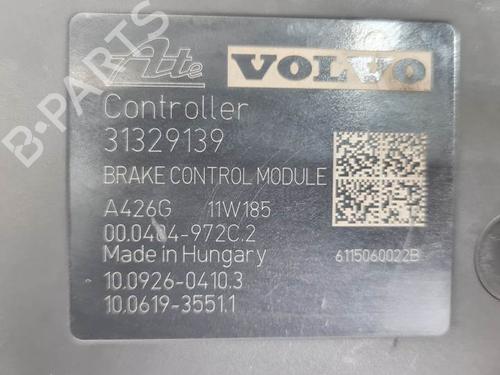 Ate VOLVO
Controller
31329139
BRAKE CONTROL MODULE
A426G 11W185
00.0404-972C.2
Made in Hungary
6115060022B
10.0926-0410.3
10.0619-3551.1
B-PARTS